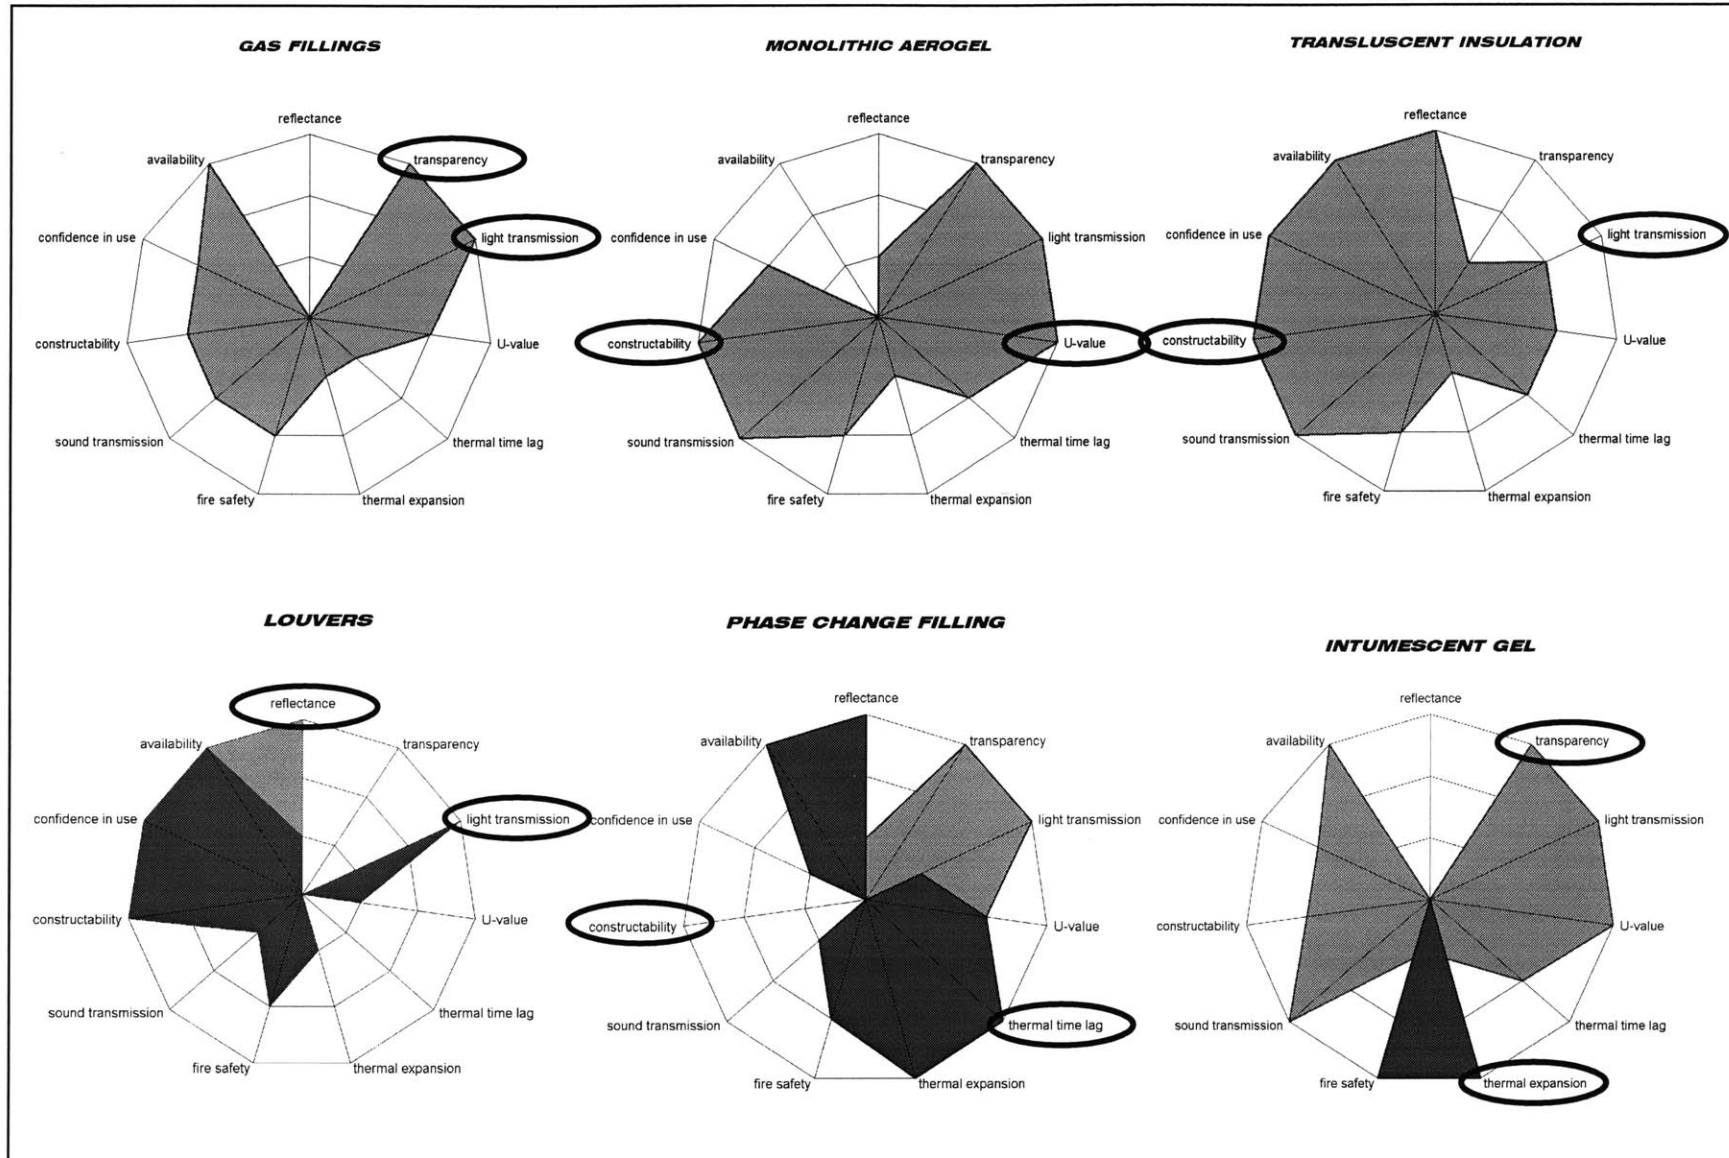 GAS FILLINGS
reflectance
transparency
light transmission
U-value
thermal time lag
thermal expansion
fire safety
sound transmission
constructability
confidence in use
availability
MONOLITHIC AEROGEL
reflectance
transparency
light transmission
U-value
thermal time lag
thermal expansion
fire safety
sound transmission
constructability
confidence in use
availability
TRANSLUSCENT INSULATION
reflectance
transparency
light transmission
U-value
thermal time lag
thermal expansion
fire safety
sound transmission
constructability
confidence in use
availability
LOUVERS
reflectance
transparency
light transmission
U-value
thermal time lag
thermal expansion
fire safety
sound transmission
constructability
confidence in use
availability
PHASE CHANGE FILLING
reflectance
transparency
light transmission
U-value
thermal time lag
thermal expansion
fire safety
sound transmission
constructability
confidence in use
availability
INTUMESCENT GEL
reflectance
transparency
light transmission
U-value
thermal time lag
thermal expansion
fire safety
sound transmission
constructability
confidence in use
availability